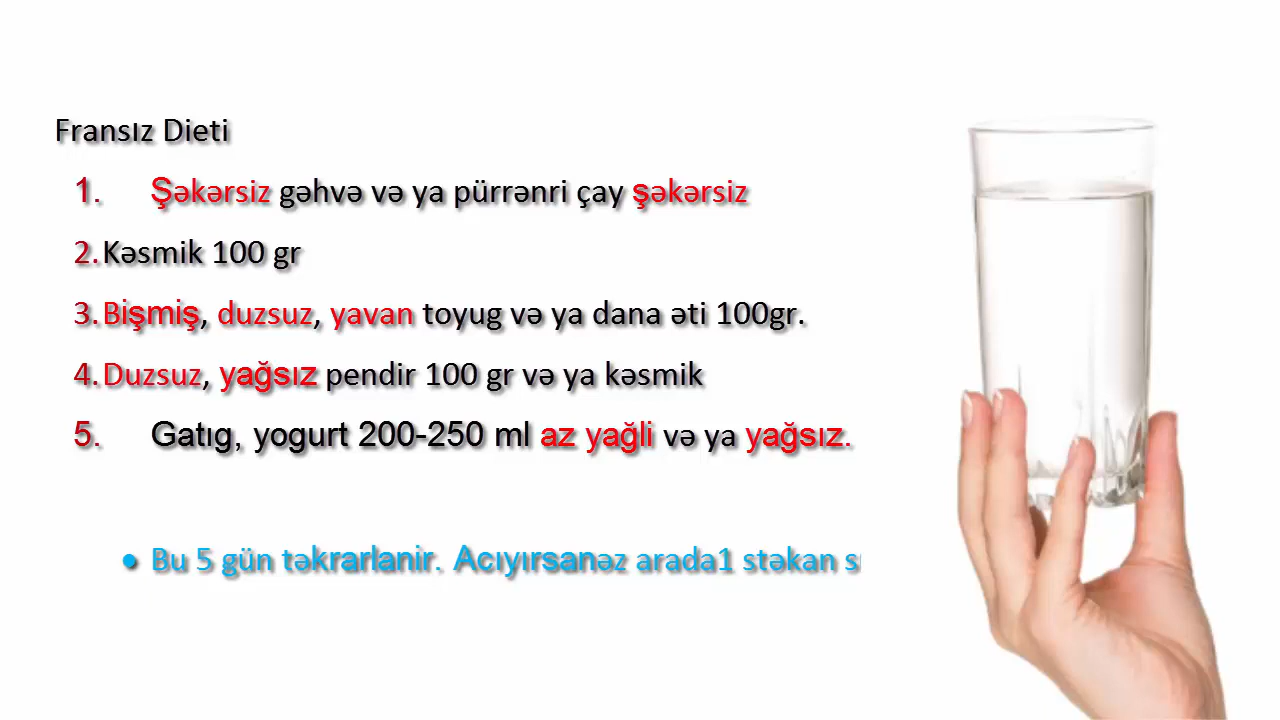 Fransız Dieti
1. Şəkərsiz gəhvə və ya pürrənri çay şəkərsiz
2. Kəsmik 100 gr
3. Bişmiş, duzsuz, yavan toyug və ya dana əti 100gr.
4. Duzsuz, yağsız pendir 100 gr və ya kəsmik
5. Gatıg, yogurt 200-250 ml az yağli və ya yağsız.
• Bu 5 gün təkrarlanir. Acıyırsanəz arada1 stəkan